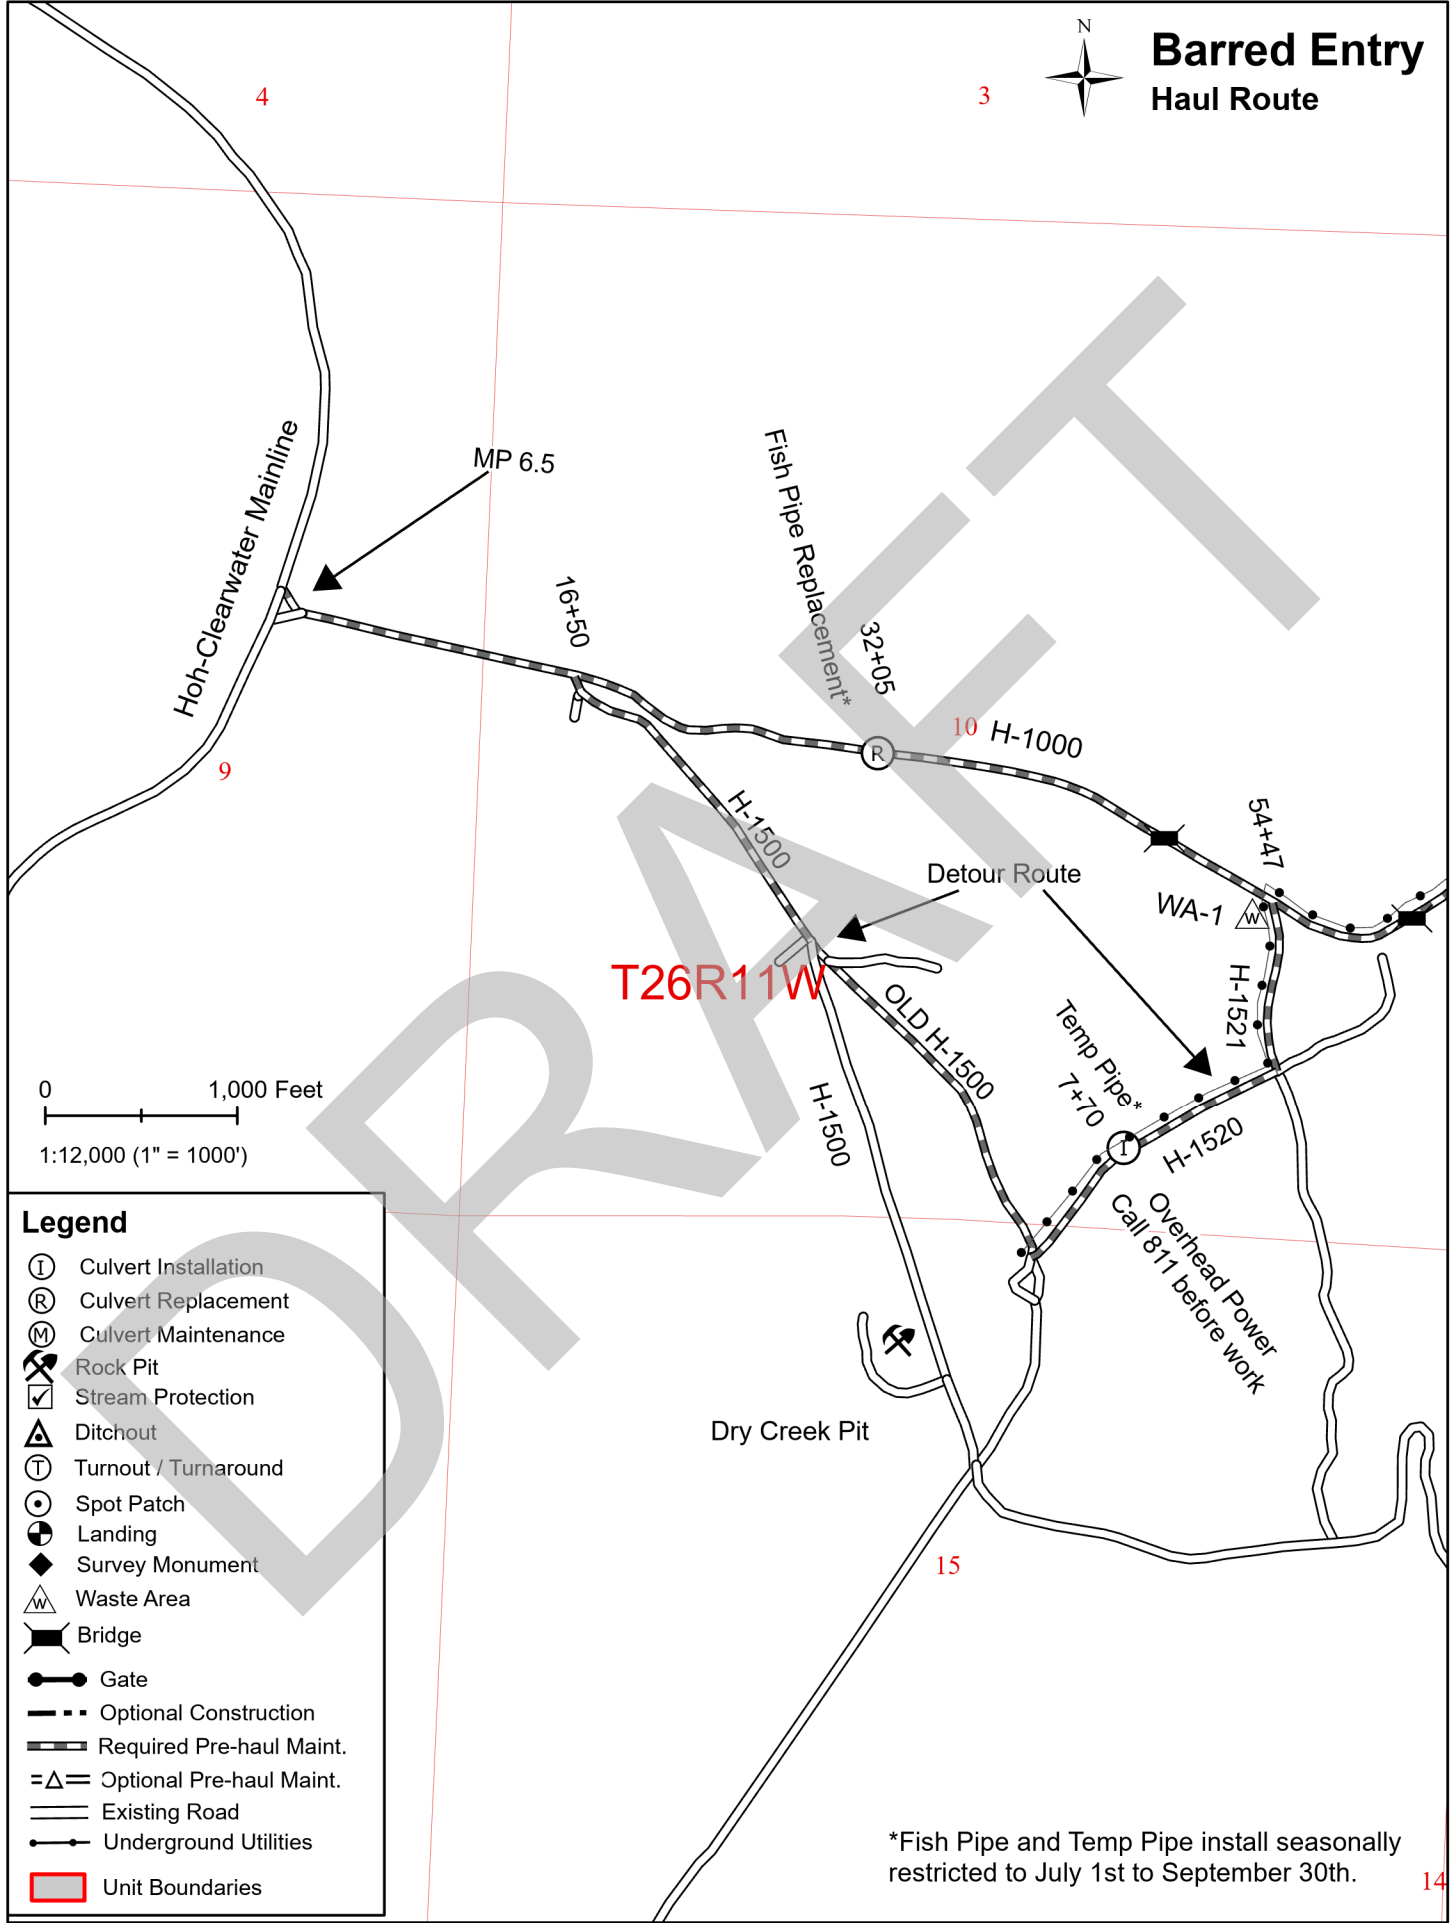 N
Barred Entry
Haul Route
4
3
MP 6.5
Hoh-Clearwater Mainline
Fish Pipe Replacement*
16+50
32+05
R
10
H-1000
9
H-1500
54+47
Detour Route
WA-1
W
T26R11W
OLD H-1500
H-1521
Temp Pipe*
7+70
I
H-1520
H-1500
0
1,000 Feet
1:12,000 (1" = 1000')
Overhead Power
Call 811 before work
Dry Creek Pit
15
14
DRAFT
Legend
I Culvert Installation
R Culvert Replacement
M Culvert Maintenance
Rock Pit
Stream Protection
Ditchout
T Turnout / Turnaround
Spot Patch
Landing
Survey Monument
W Waste Area
Bridge
Gate
Optional Construction
Required Pre-haul Maint.
Optional Pre-haul Maint.
Existing Road
Underground Utilities
Unit Boundaries
*Fish Pipe and Temp Pipe install seasonally
restricted to July 1st to September 30th.